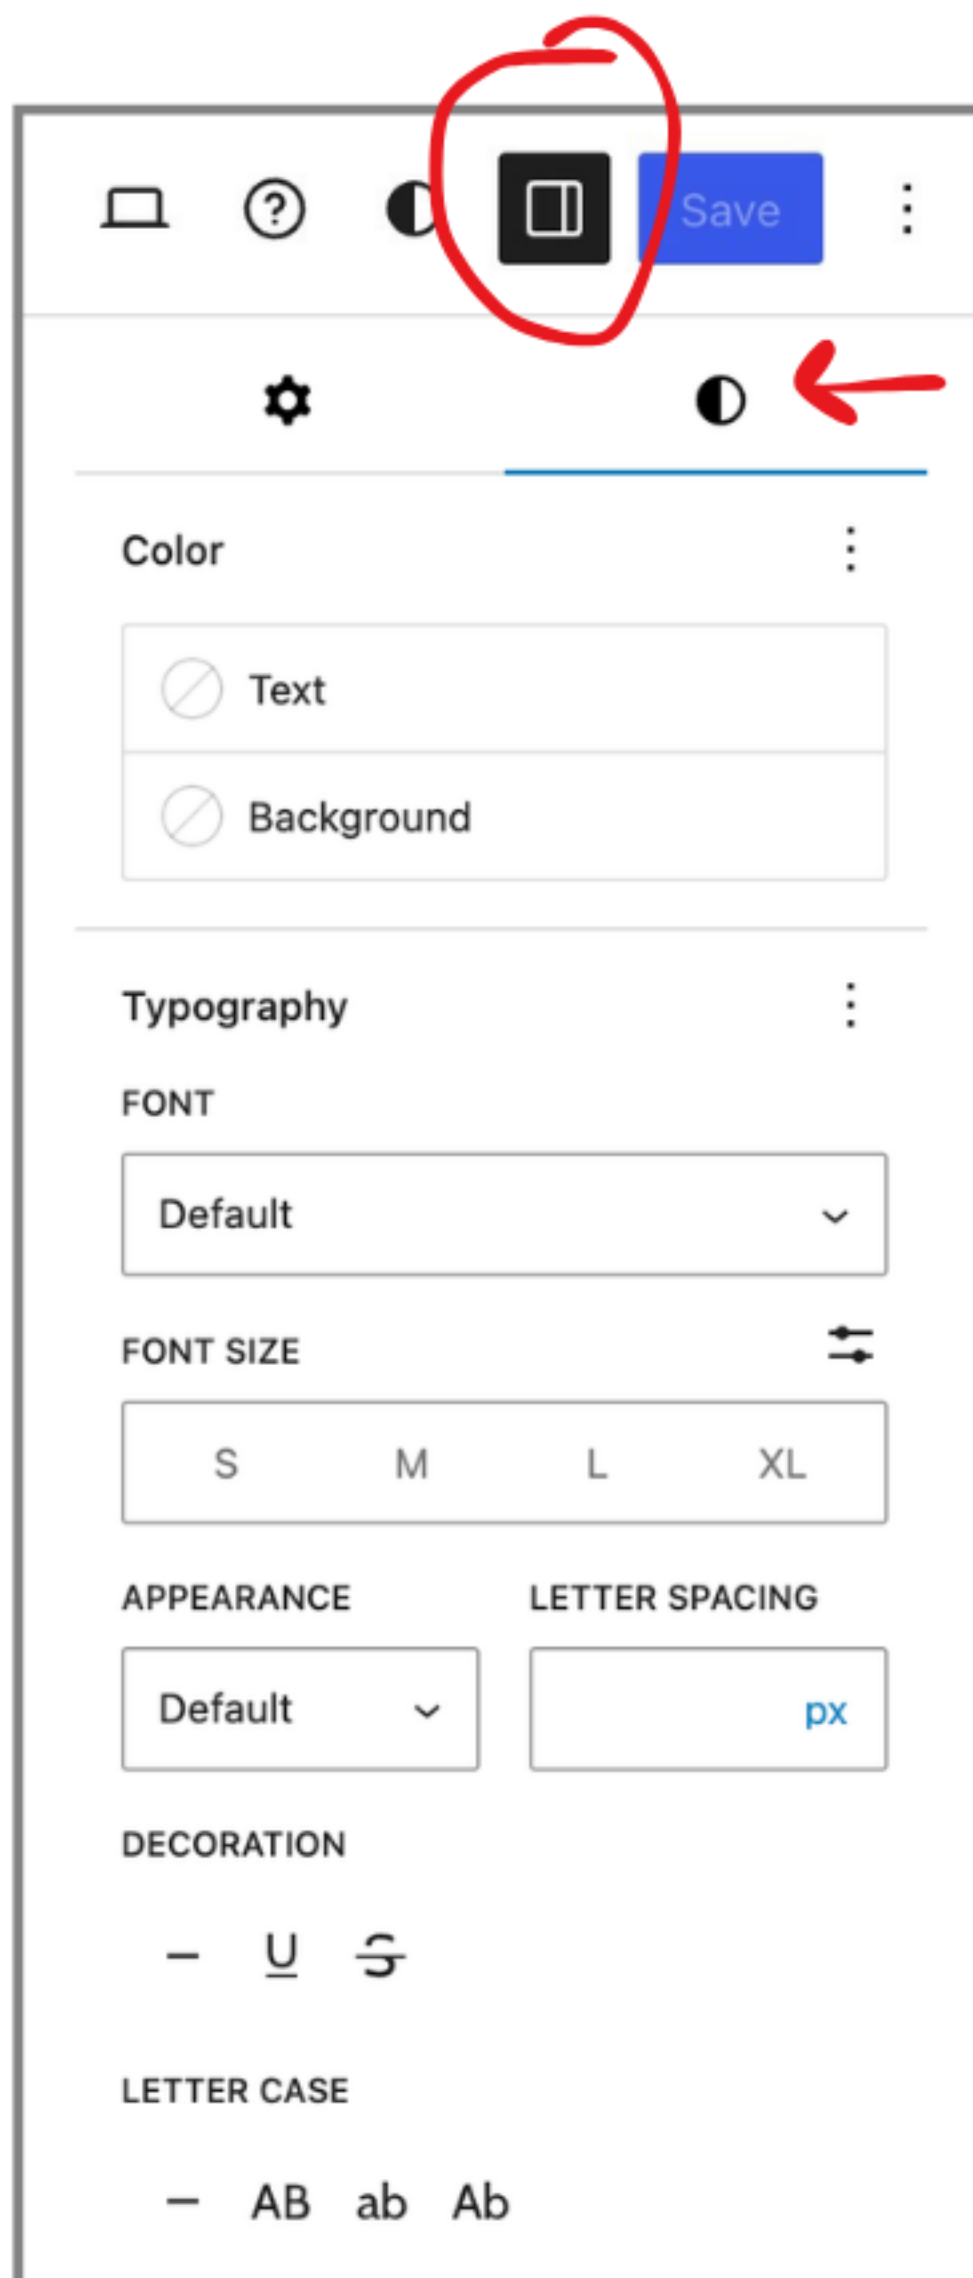 Save
Color
Text
Background
Typography
FONT
Default
FONT SIZE
S M L XL
APPEARANCE LETTER SPACING
Default px
DECORATION
– U S
LETTER CASE
– AB ab Ab